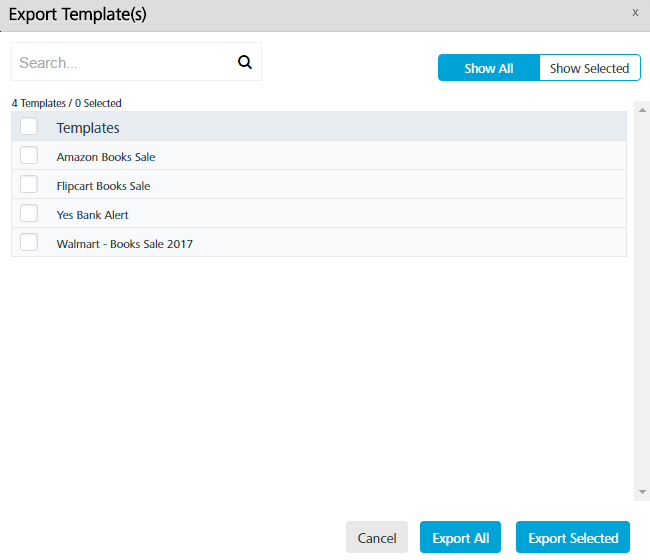 Export Template(s)
x
Search...
Show All
Show Selected
4 Templates / 0 Selected
Templates
Amazon Books Sale
Flipcart Books Sale
Yes Bank Alert
Walmart - Books Sale 2017
Cancel
Export All
Export Selected